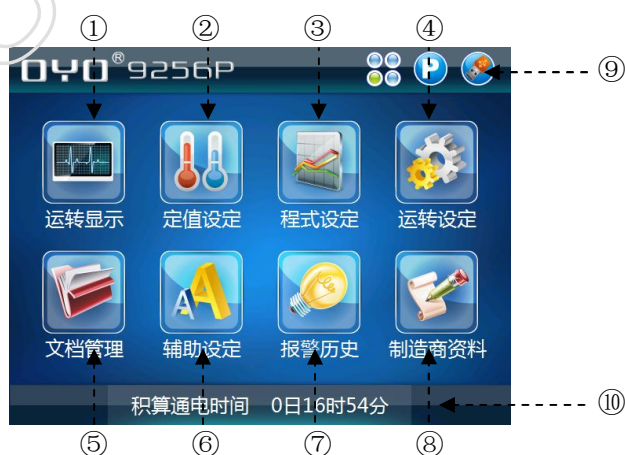 ① ② ③ ④
OYO® 9256P P ⑨
运转显示 定值设定 程式设定 运转设定
文档管理 辅助设定 报警历史 制造商资料
积算通电时间 0日16时54分 ⑩
⑤ ⑥ ⑦ ⑧